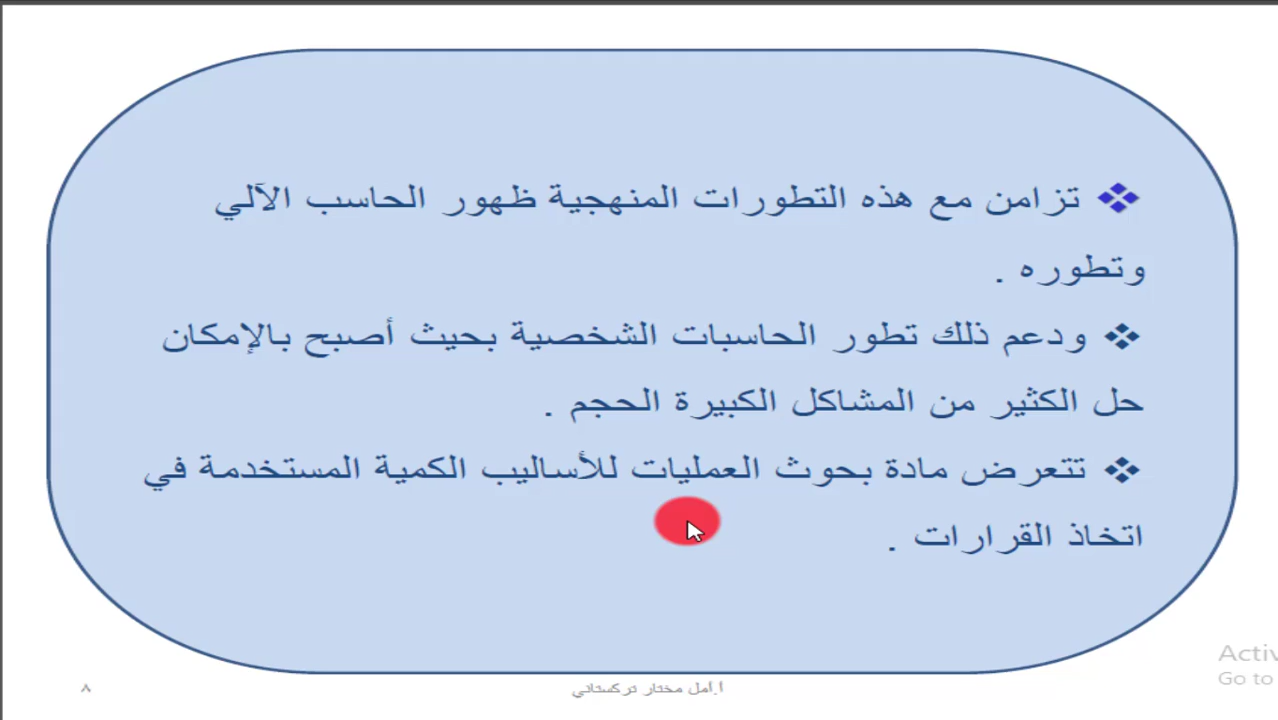 ❖ تزامن مع هذه التطورات المنهجية ظهور الحاسب الآلي
وتطوره .
❖ ودعم ذلك تطور الحاسبات الشخصية بحيث أصبح بالإمكان
حل الكثير من المشاكل الكبيرة الحجم .
❖ تتعرض مادة بحوث العمليات للأساليب الكمية المستخدمة في
اتخاذ القرارات .
Go to
ا.امل مختار تركستاني
٨